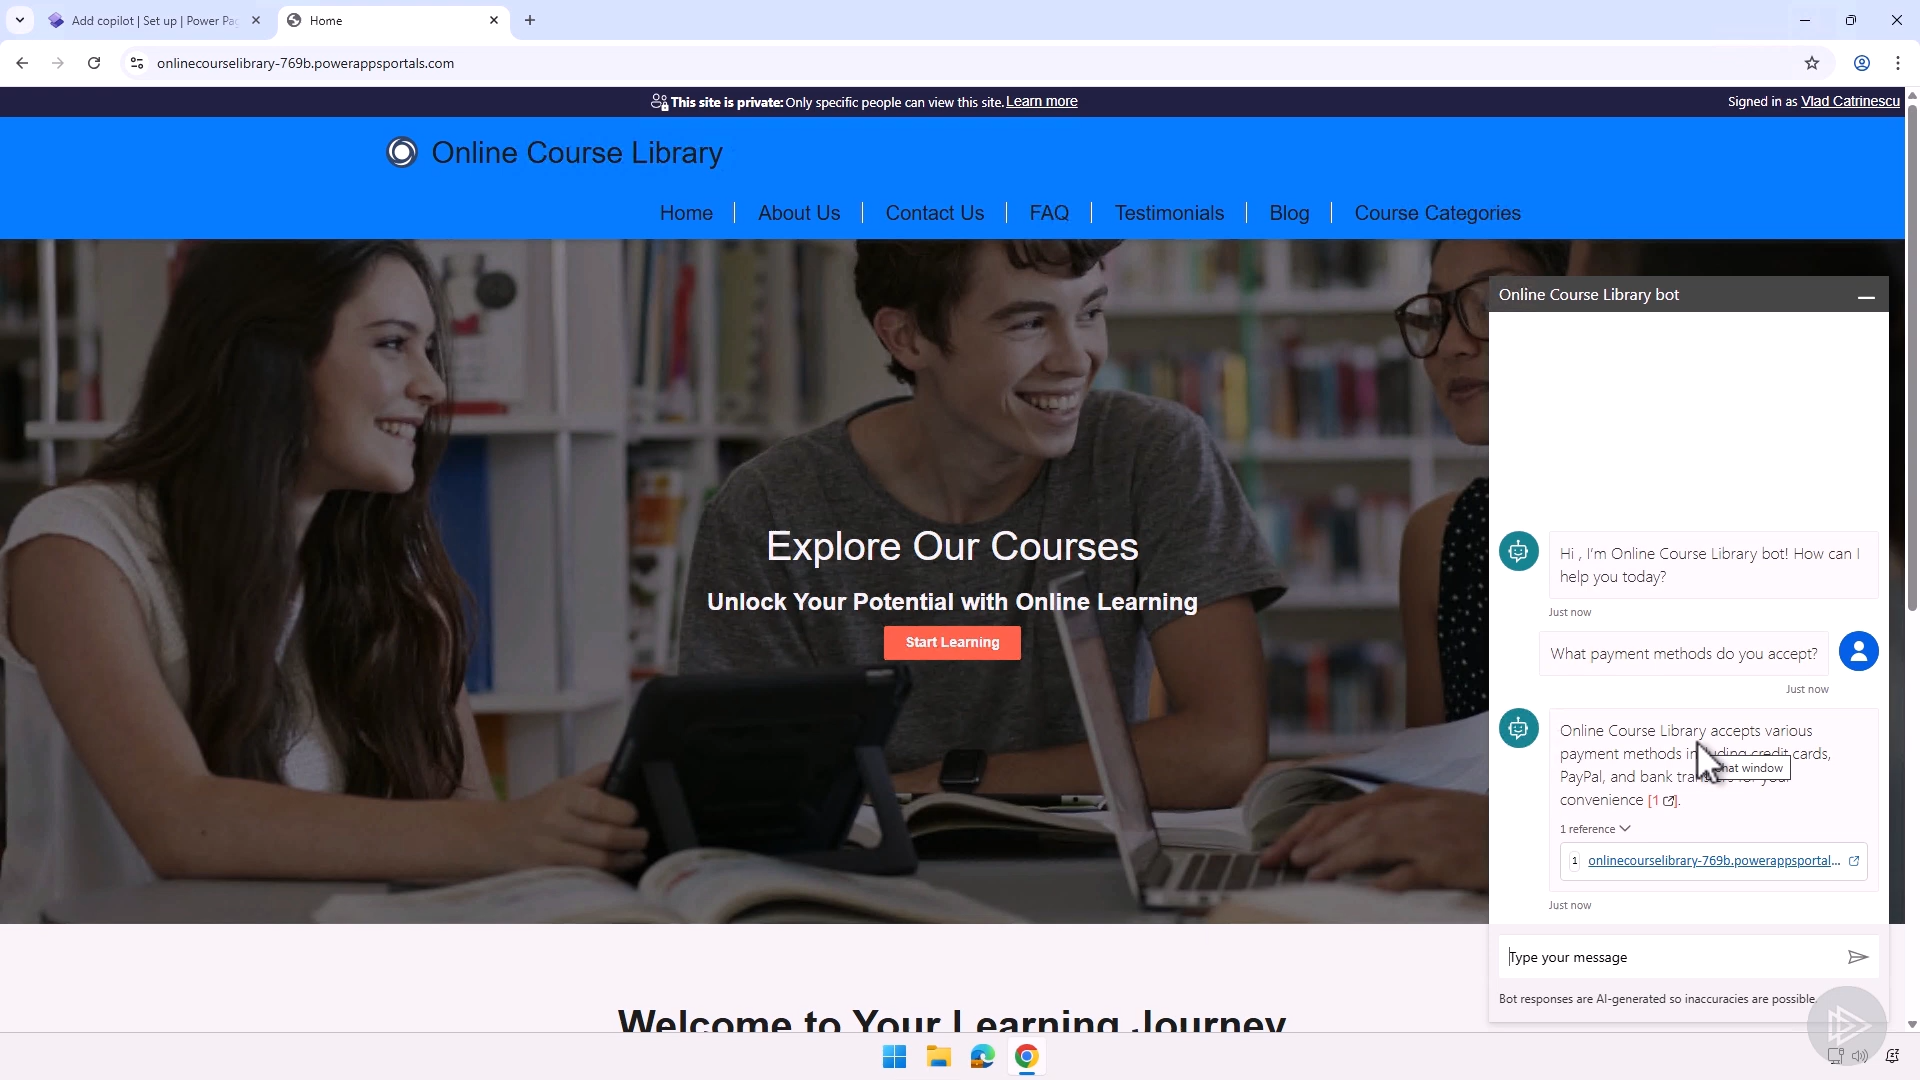 Add copilot | Set up | Power Pa
Home
onlinecourselibrary-769b.powerappsportals.com
This site is private: Only specific people can view this site. Learn more
Signed in as Vlad Catrinescu
Online Course Library
Home
About Us
Contact Us
FAQ
Testimonials
Blog
Course Categories
Explore Our Courses
Unlock Your Potential with Online Learning
Start Learning
Welcome to Your Learning Journey
Online Course Library bot
Hi , I'm Online Course Library bot! How can I
help you today?
Just now
What payment methods do you accept?
Just now
Online Course Library accepts various
payment methods including credit cards,
PayPal, and bank
convenience [1].
hat window
1 reference
1 onlinecourselibrary-769b.powerappsportal...
Just now
Type your message
Bot responses are AI-generated so inaccuracies are possible.